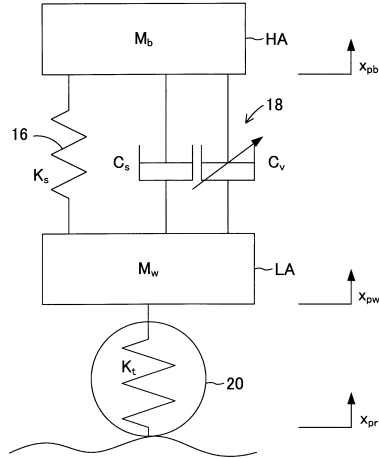 M_b
HA
x_pb
18
16
C_s
C_v
K_s
M_w
LA
x_pw
K_t
20
x_pr